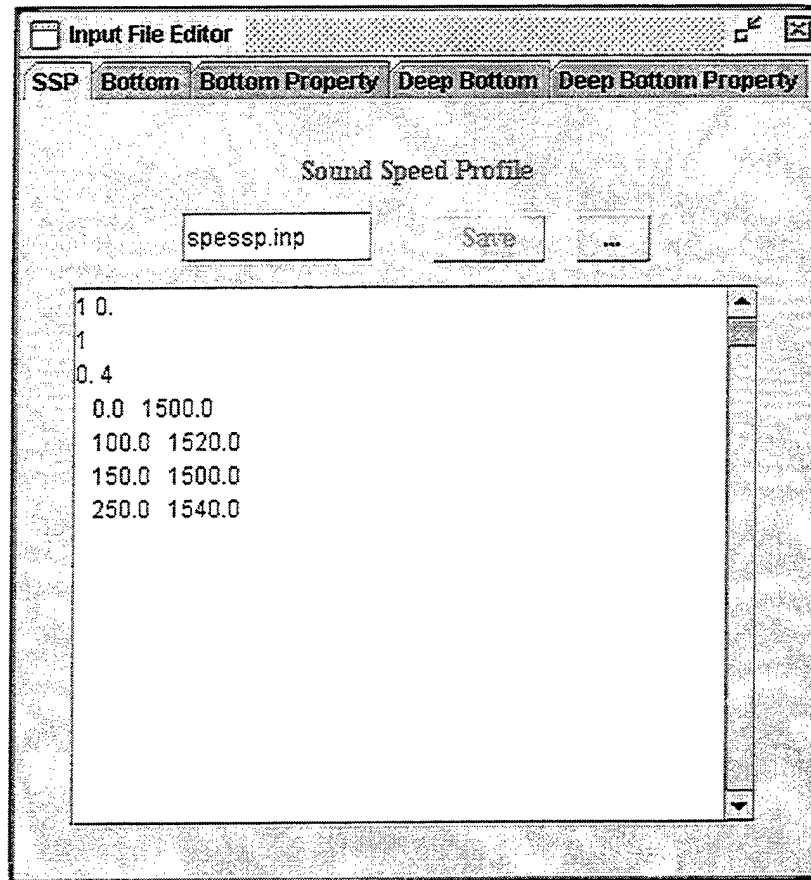 Input File Editor
SSP Bottom Bottom Property Deep Bottom Deep Bottom Property
Sound Speed Profile
spessp.inp Save ...
1 0.
1
0. 4
0.0 1500.0
100.0 1520.0
150.0 1500.0
250.0 1540.0